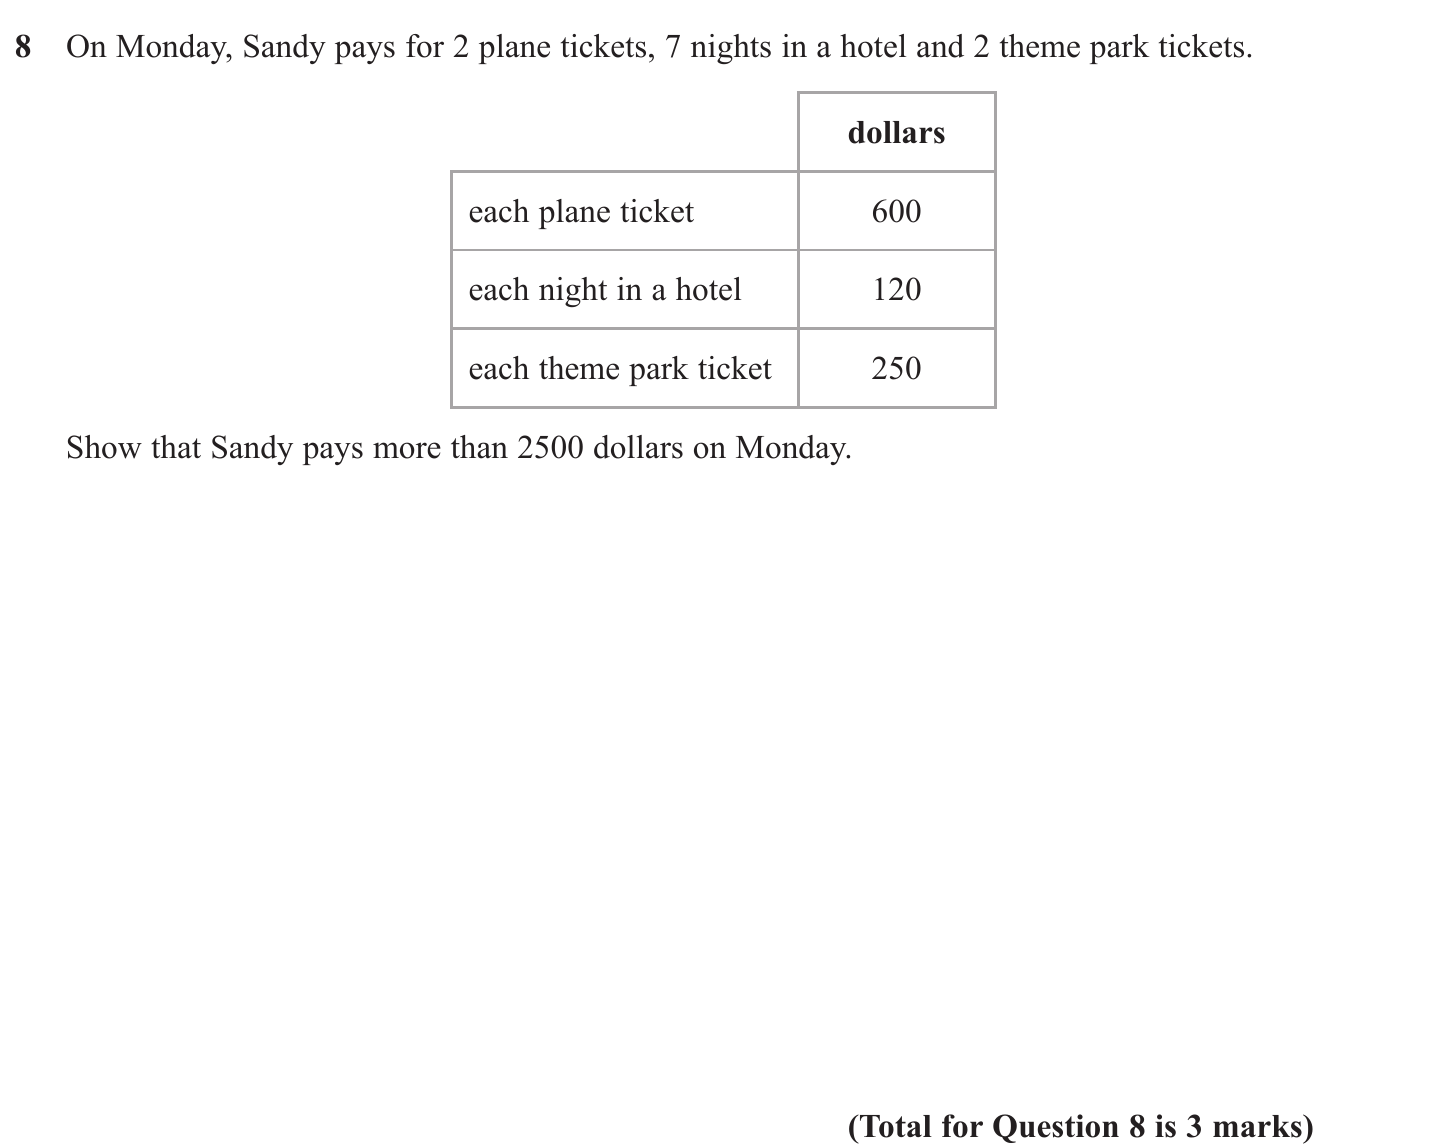 8 On Monday, Sandy pays for 2 plane tickets, 7 nights in a hotel and 2 theme park tickets.
dollars
each plane ticket 600
each night in a hotel 120
each theme park ticket 250
Show that Sandy pays more than 2500 dollars on Monday.
(Total for Question 8 is 3 marks)